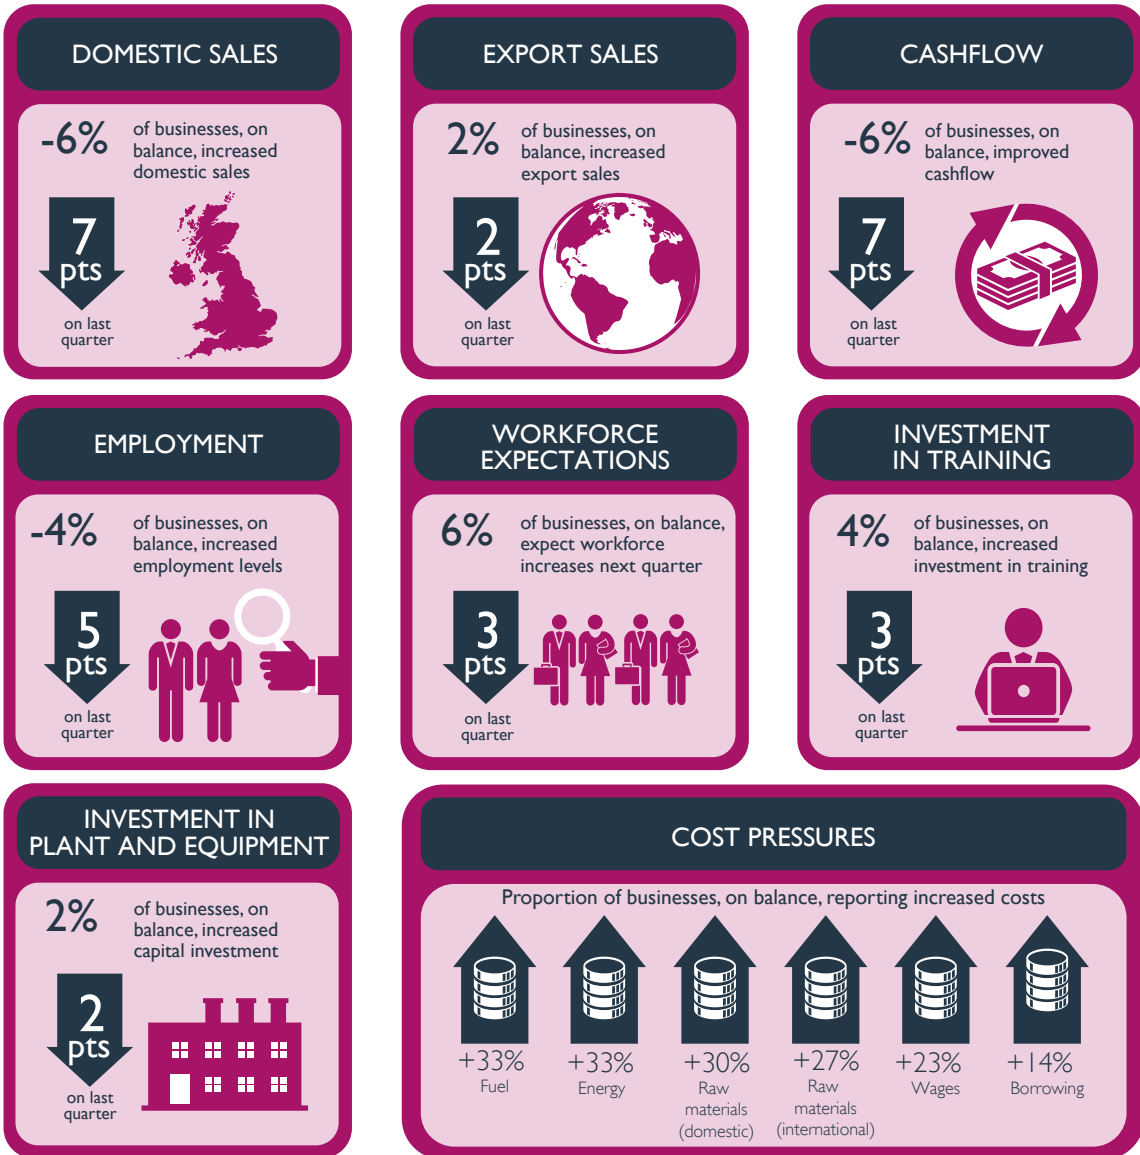 DOMESTIC SALES
-6%
of businesses, on
balance, increased
domestic sales
7
pts
on last
quarter
EXPORT SALES
2%
of businesses, on
balance, increased
export sales
2
pts
on last
quarter
CASHFLOW
-6%
of businesses, on
balance, improved
cashflow
7
pts
on last
quarter
EMPLOYMENT
-4%
of businesses, on
balance, increased
employment levels
5
pts
on last
quarter
WORKFORCE
EXPECTATIONS
6%
of businesses, on balance,
expect workforce
increases next quarter
3
pts
on last
quarter
INVESTMENT
IN TRAINING
4%
of businesses, on
balance, increased
investment in training
3
pts
on last
quarter
INVESTMENT IN
PLANT AND EQUIPMENT
2%
of businesses, on
balance, increased
capital investment
2
pts
on last
quarter
COST PRESSURES
Proportion of businesses, on balance, reporting increased costs
+33%
Fuel
+33%
Energy
+30%
Raw
materials
(domestic)
+27%
Raw
materials
(international)
+23%
Wages
+14%
Borrowing